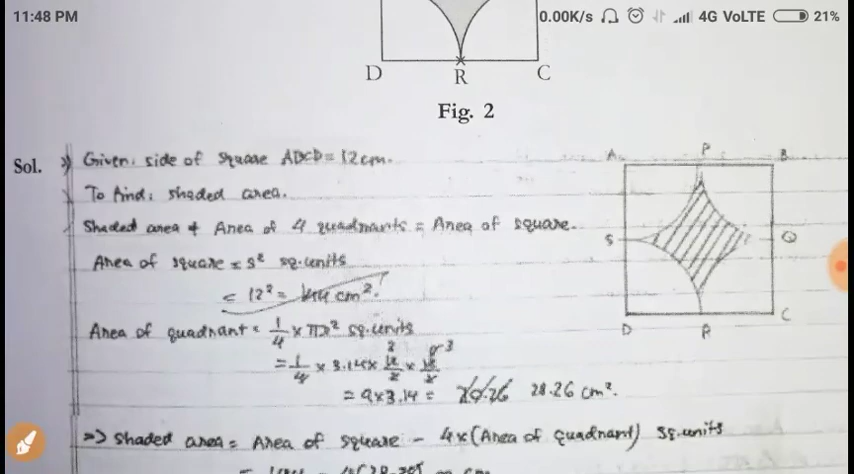 11:48 PM 0.00K/s 4G VoLTE 21%
D R C
Fig. 2
Sol. Given: side of square ABCD = 12 cm.
To find: shaded area.
Shaded area + Area of 4 quadrants = Area of square.
Area of square = s² sq.units
= 12² = 144 cm².
Area of quadrant = 1/4 × πr² sq.units
= 1/4 × 3.14 × 12/2 × 12/2
= 9×3.14 = 28.26 cm².
=> Shaded area = Area of square - 4×(Area of quadrant) sq.units
A P B
S Q
D R C